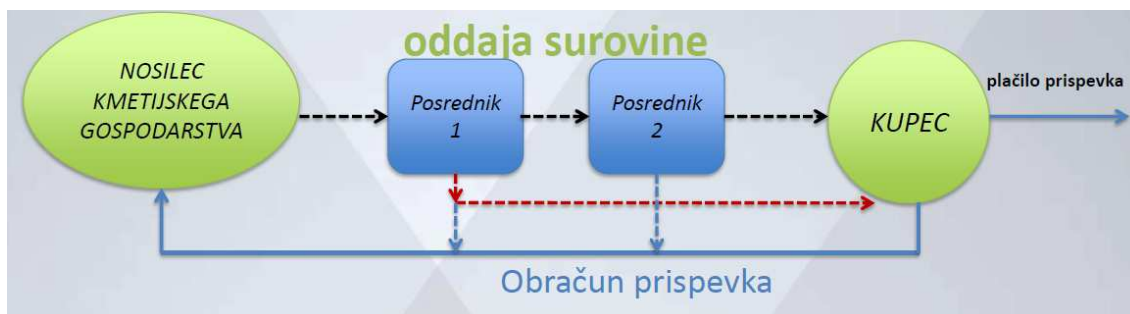 oddaja surovine
NOSILEC
KMETIJSKEGA
GOSPODARSTVA
Posrednik
1
Posrednik
2
KUPEC
plačilo prispevka
Obračun prispevka